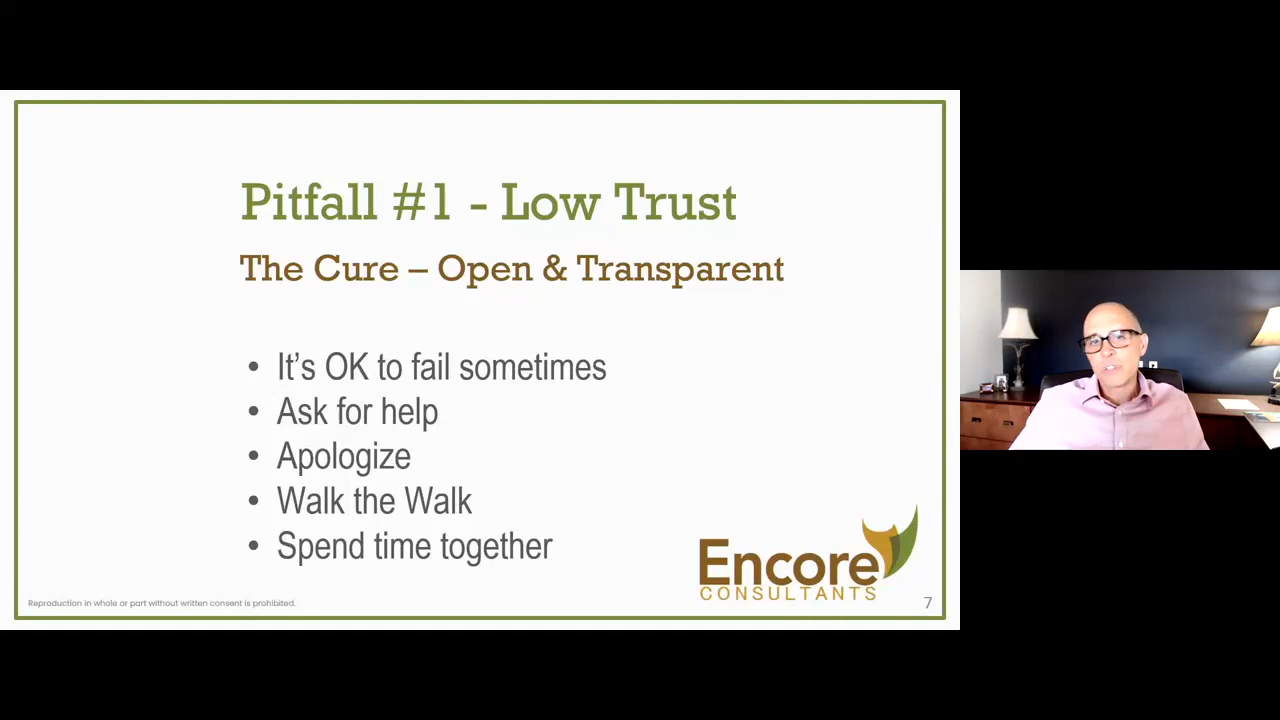 Pitfall #1 - Low Trust
The Cure – Open & Transparent
• It's OK to fail sometimes
• Ask for help
• Apologize
• Walk the Walk
• Spend time together
Encore
CONSULTANTS
Reproduction in whole or part without written consent is prohibited.
7